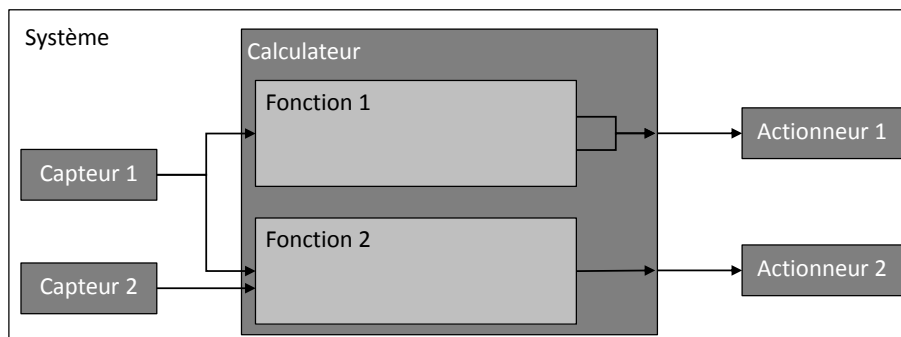 Système
Calculateur
Fonction 1
Capteur 1
Actionneur 1
Fonction 2
Capteur 2
Actionneur 2